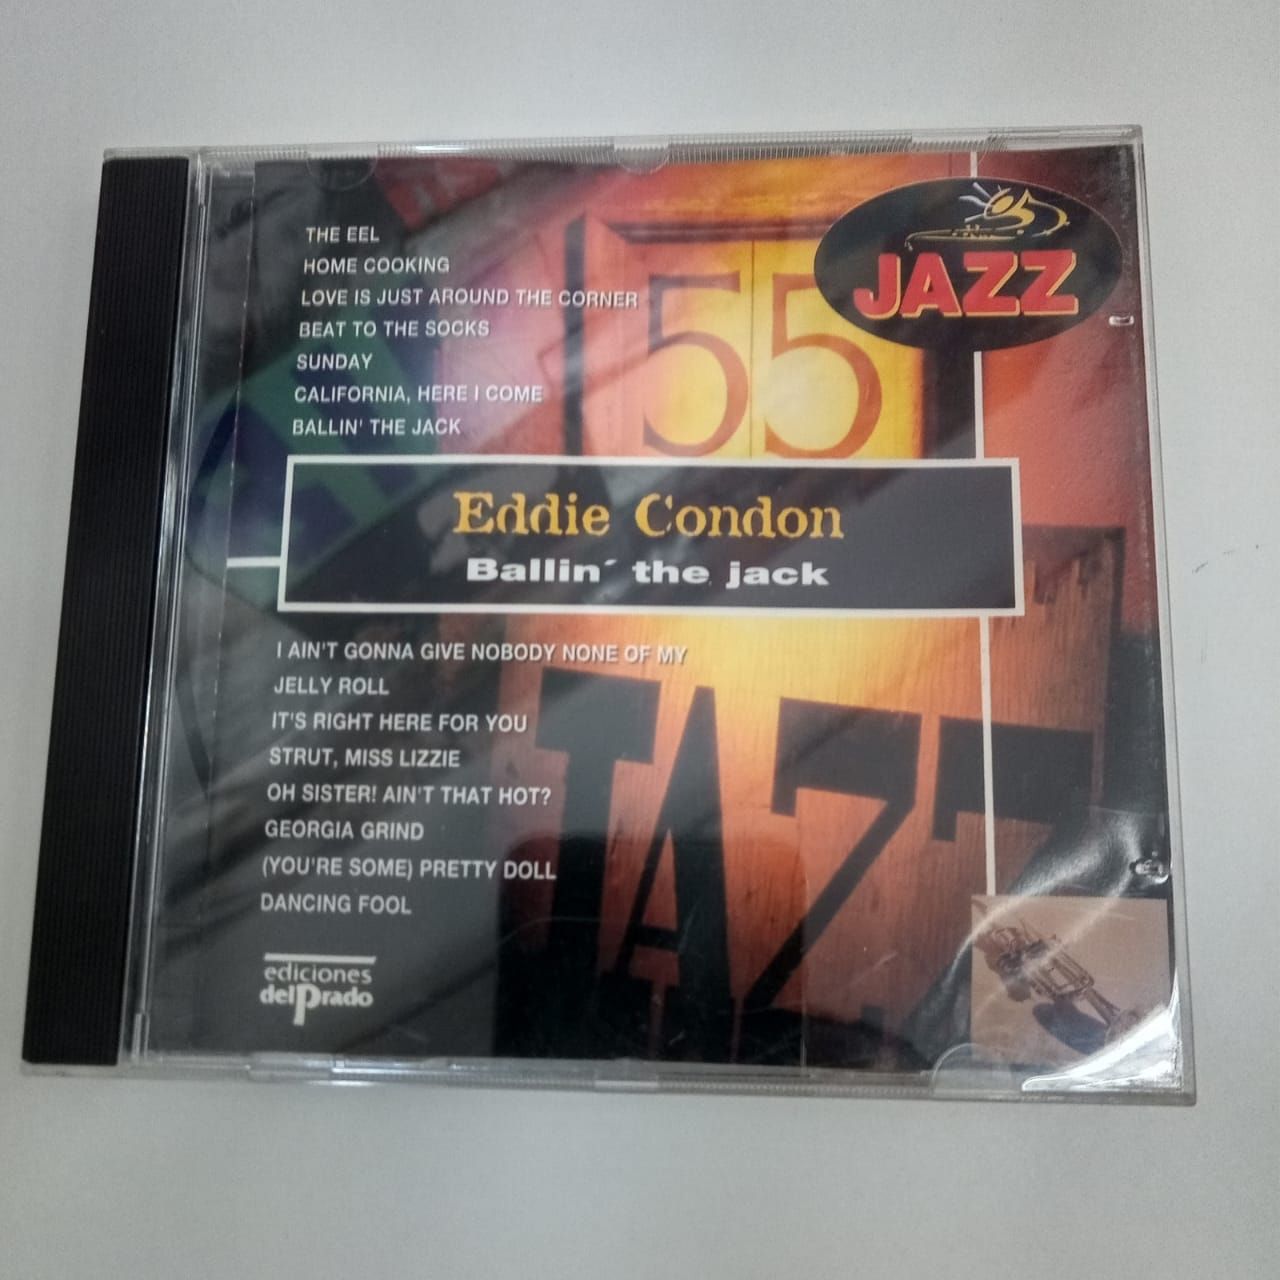 THE EEL
HOME COOKING
LOVE IS JUST AROUND THE CORNER
BEAT TO THE SOCKS
SUNDAY
CALIFORNIA, HERE I COME
BALLIN' THE JACK
55
JAZZ
Eddie Condon
Ballin´ the jack
I AIN'T GONNA GIVE NOBODY NONE OF MY
JELLY ROLL
IT'S RIGHT HERE FOR YOU
STRUT, MISS LIZZIE
OH SISTER! AIN'T THAT HOT?
GEORGIA GRIND
(YOU'RE SOME) PRETTY DOLL
DANCING FOOL
JAZZ
ediciones
delPrado